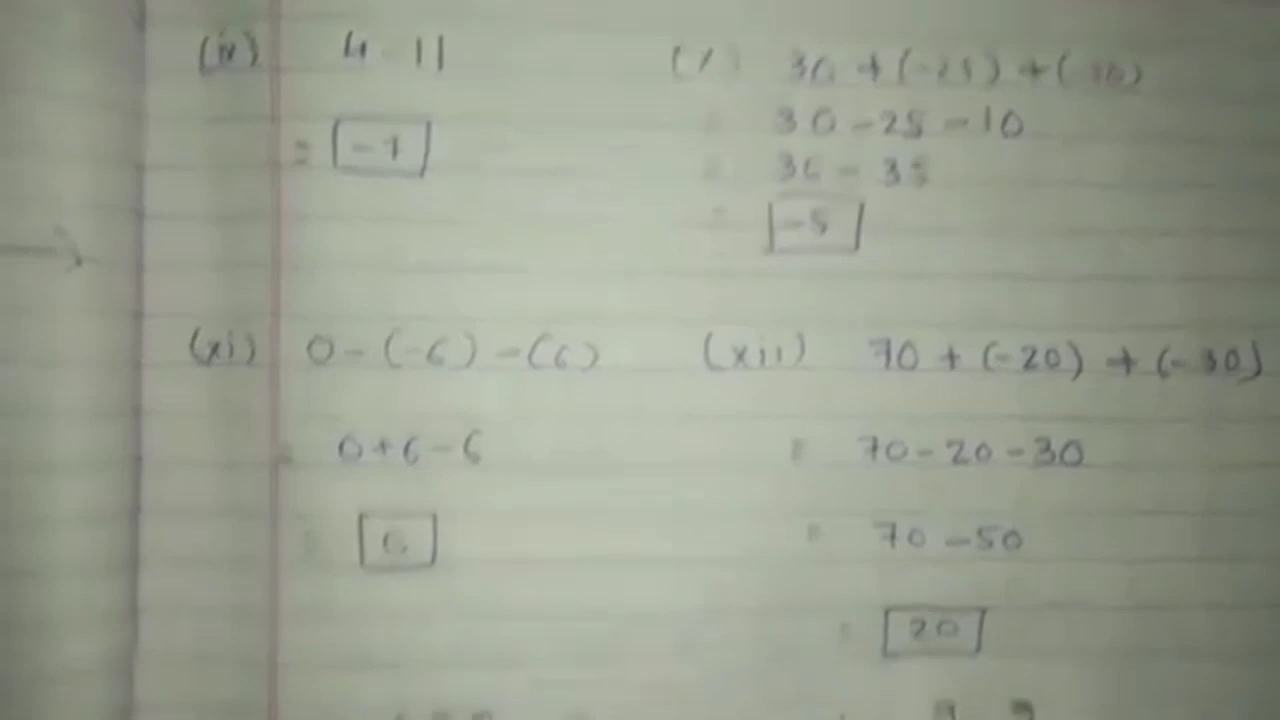 (iv) 4 - 11
= -7
(v) 30 + (-25) + (-10)
= 30 - 25 - 10
= 30 - 35
= -5
(xi) 0 - (-6) - (6)
= 0 + 6 - 6
= 0
(xii) 70 + (-20) + (-30)
= 70 - 20 - 30
= 70 - 50
= 20